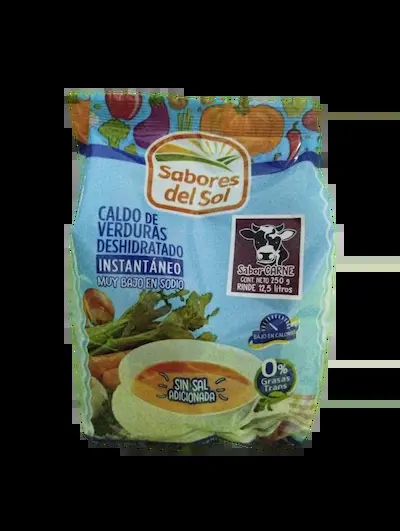 Sabores
del Sol
CALDO DE
VERDURAS
DESHIDRATADO
INSTANTÁNEO
MUY BAJO EN SODIO
Sabor CARNE
CONT. NETO 250 g
RINDE 12,5 litros
BAJO EN CALORÍAS
0%
Grasas
Trans
SIN SAL
ADICIONADA